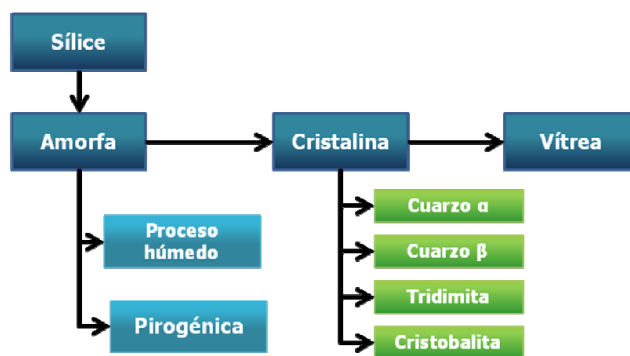 Sílice
Amorfa
Cristalina
Vítrea
Proceso
húmedo
Pirogénica
Cuarzo α
Cuarzo β
Tridimita
Cristobalita